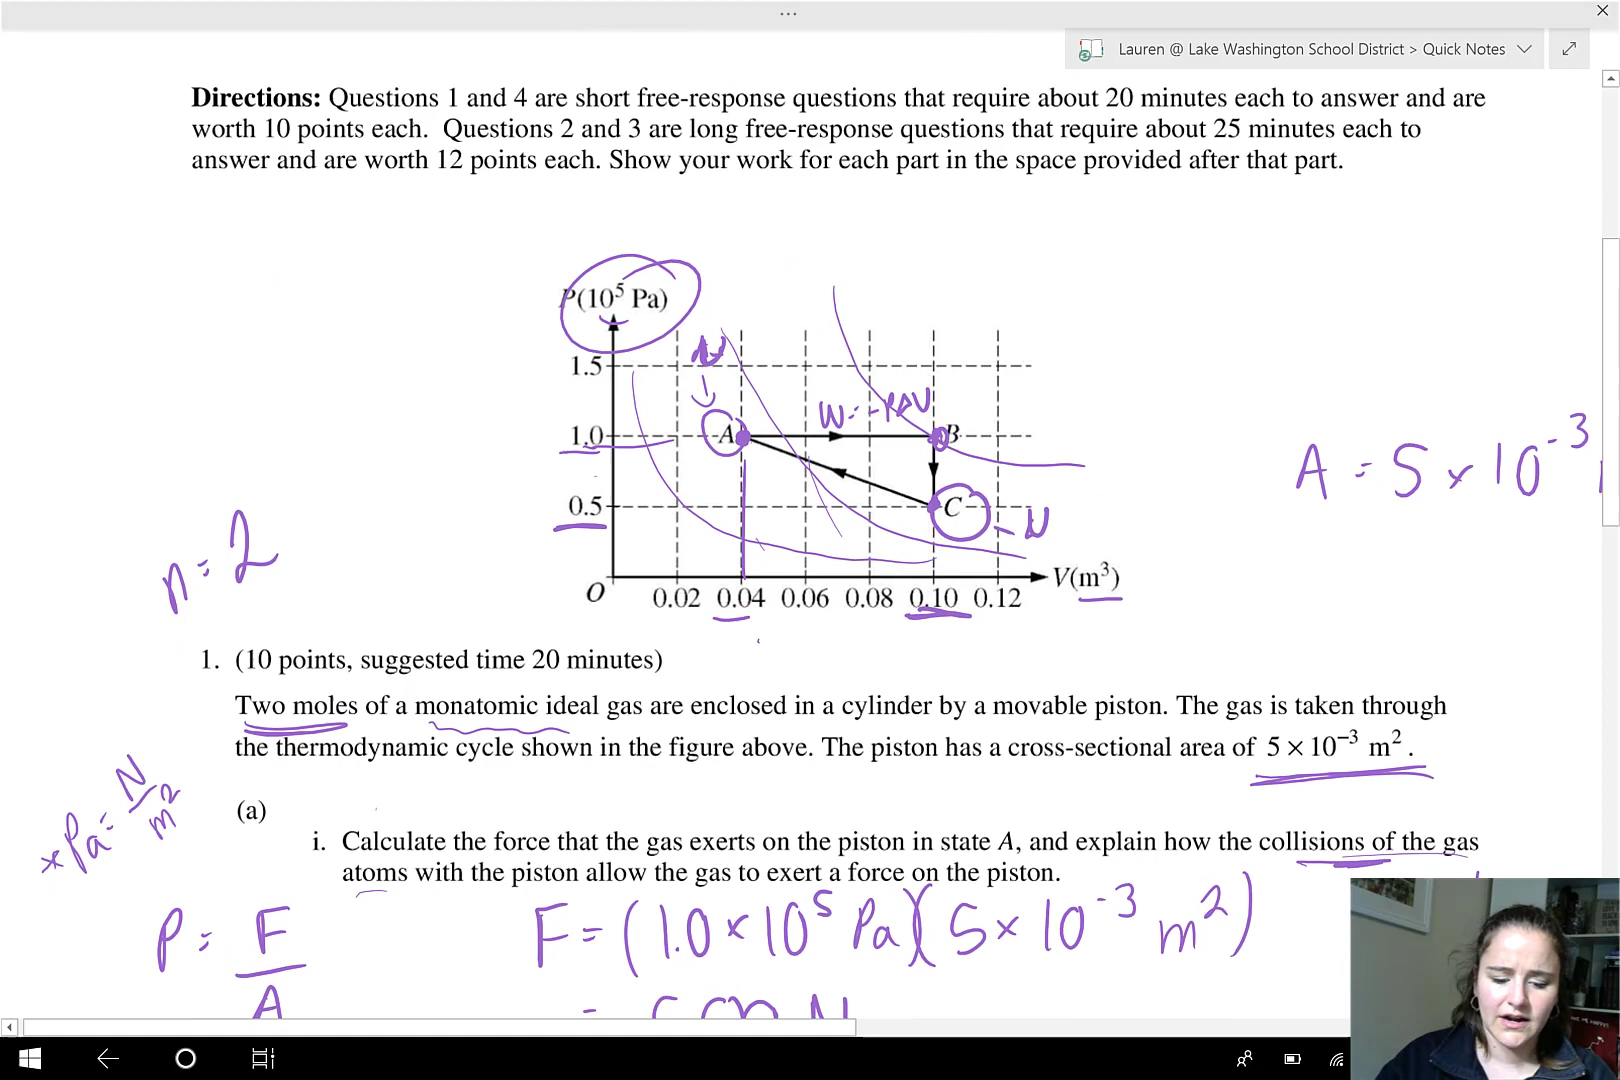 Lauren @ Lake Washington School District > Quick Notes
Directions: Questions 1 and 4 are short free-response questions that require about 20 minutes each to answer and are
worth 10 points each. Questions 2 and 3 are long free-response questions that require about 25 minutes each to
answer and are worth 12 points each. Show your work for each part in the space provided after that part.
P(10⁵ Pa)
1.5
W = -PΔV
1.0
A
B
A = 5 × 10⁻³
0.5
C
n = 2
V(m³)
O
0.02 0.04 0.06 0.08 0.10 0.12
1. (10 points, suggested time 20 minutes)
Two moles of a monatomic ideal gas are enclosed in a cylinder by a movable piston. The gas is taken through
the thermodynamic cycle shown in the figure above. The piston has a cross-sectional area of 5 × 10⁻³ m².
*Pa = N/m²
(a)
i. Calculate the force that the gas exerts on the piston in state A, and explain how the collisions of the gas
atoms with the piston allow the gas to exert a force on the piston.
P = F/A
F = (1.0 × 10⁵ Pa)(5 × 10⁻³ m²)